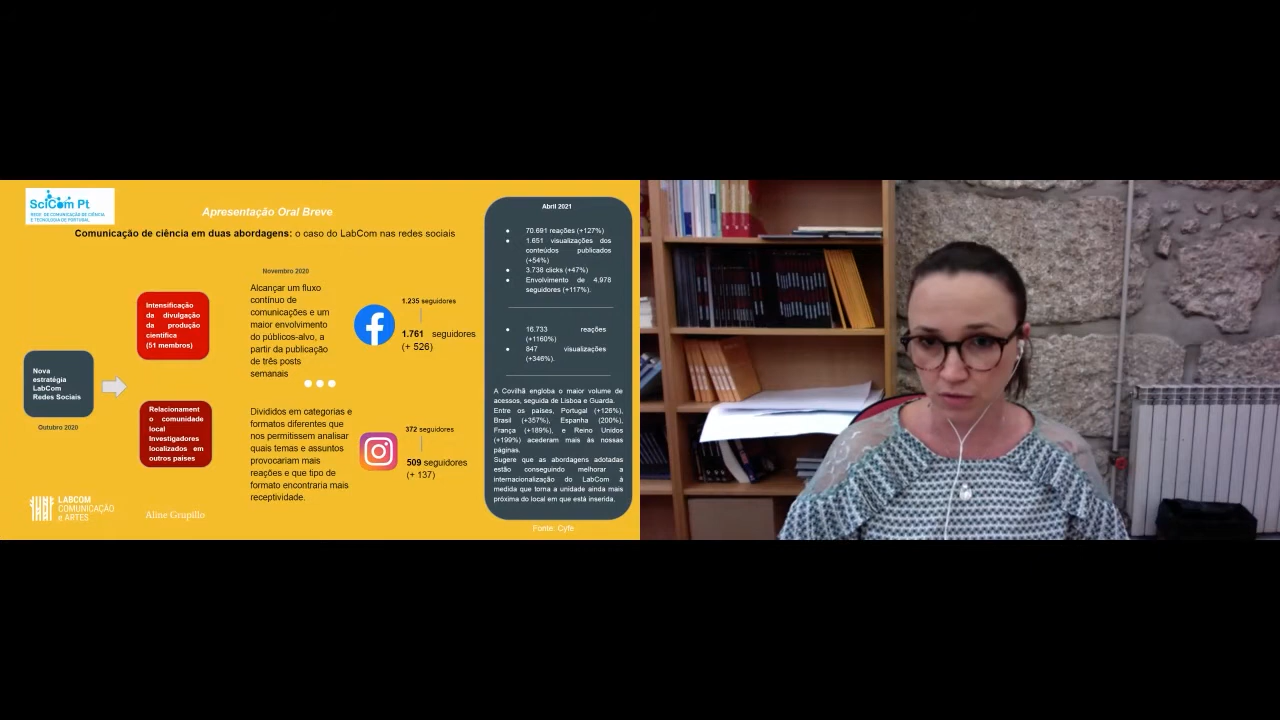 SciCom Pt
REDE DE COMUNICAÇÃO DE CIÊNCIA
E TECNOLOGIA DE PORTUGAL
Apresentação Oral Breve
Comunicação de ciência em duas abordagens: o caso do LabCom nas redes sociais
Nova
estratégia
LabCom
Redes Sociais
Outubro 2020
Intensificação
da divulgação
da produção
científica
(51 membros)
Relacionament
o comunidade
local
Investigadores
localizados em
outros países
Novembro 2020
Alcançar um fluxo
contínuo de
comunicações e um
maior envolvimento
do públicos-alvo, a
partir da publicação
de três posts
semanais
Divididos em categorias e
formatos diferentes que
nos permitissem analisar
quais temas e assuntos
provocariam mais
reações e que tipo de
formato encontraria mais
receptividade.
1.235 seguidores
1.761 seguidores
(+ 526)
372 seguidores
509 seguidores
(+ 137)
Abril 2021
● 70.691 reações (+127%)
● 1.651 visualizações dos
conteúdos publicados
(+54%)
● 3.738 clicks (+47%)
● Envolvimento de 4.978
seguidores (+117%).
● 16.733 reações
(+1160%)
● 847 visualizações
(+346%).
A Covilhã engloba o maior volume de
acessos, seguida de Lisboa e Guarda.
Entre os países, Portugal (+126%),
Brasil (+357%), Espanha (200%),
França (+189%), e Reino Unidos
(+199%) acederam mais às nossas
páginas.
Sugere que as abordagens adotadas
estão conseguindo melhorar a
internacionalização do LabCom à
medida que torna a unidade ainda mais
próxima do local em que está inserida.
Fonte: Cyfe
LABCOM
COMUNICAÇÃO
e ARTES
Aline Grupillo